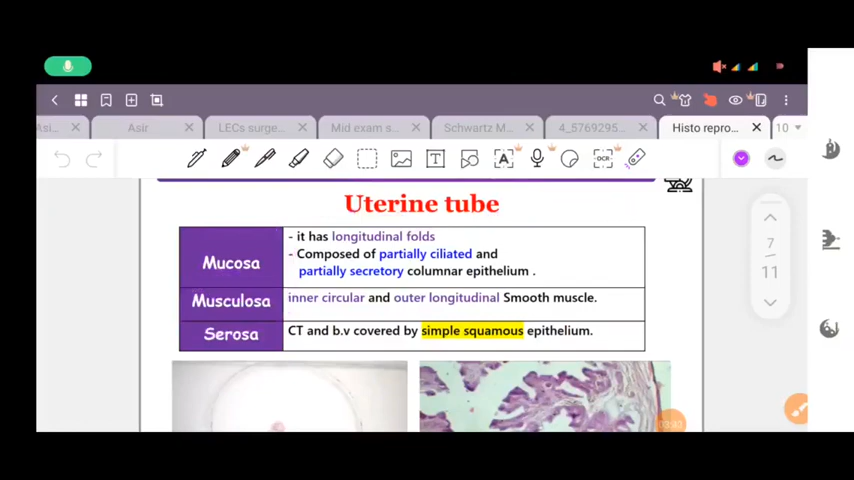 Asi...
Asir
LECs surge...
Mid exam s...
Schwartz M...
4_5769295...
Histo repro...
10
OCR
Uterine tube
Mucosa
- it has longitudinal folds
- Composed of partially ciliated and
partially secretory columnar epithelium .
Musculosa
inner circular and outer longitudinal Smooth muscle.
Serosa
CT and b.v covered by simple squamous epithelium.
7
11